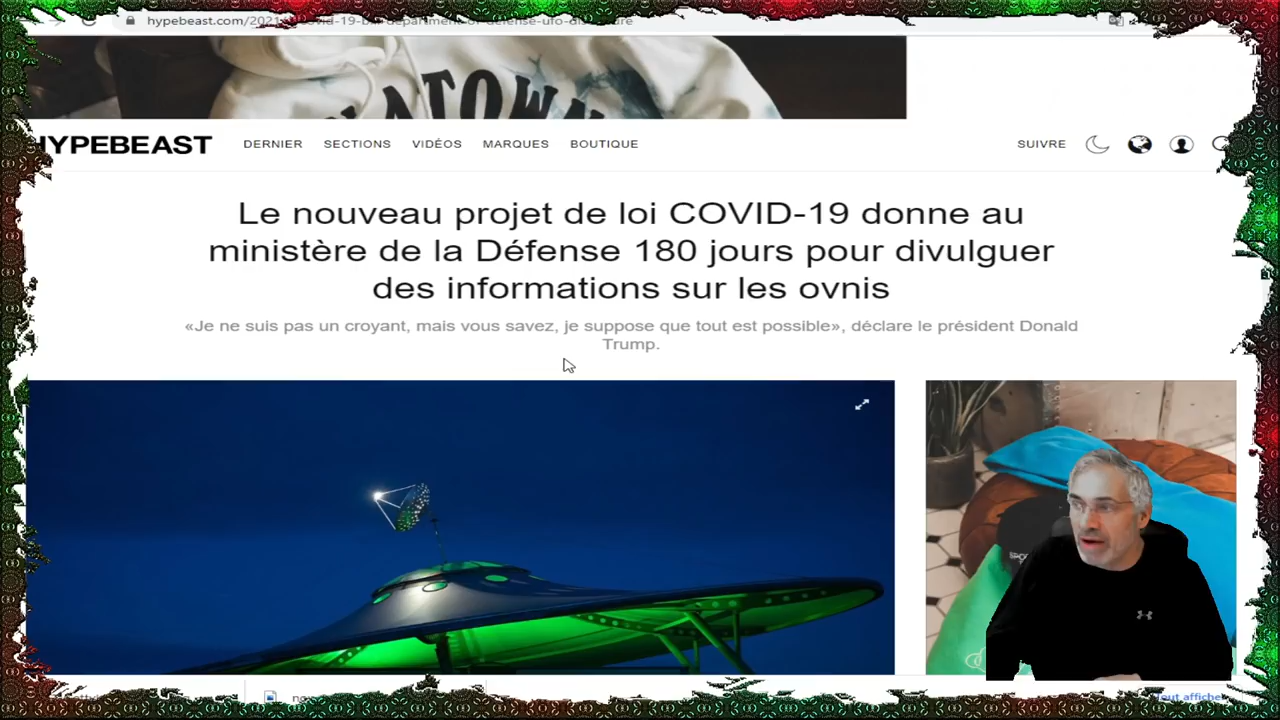 hypebeast.com/2021
HYPEBEAST
DERNIER SECTIONS VIDÉOS MARQUES BOUTIQUE
SUIVRE
Le nouveau projet de loi COVID-19 donne au
ministère de la Défense 180 jours pour divulguer
des informations sur les ovnis
«Je ne suis pas un croyant, mais vous savez, je suppose que tout est possible», déclare le président Donald
Trump.